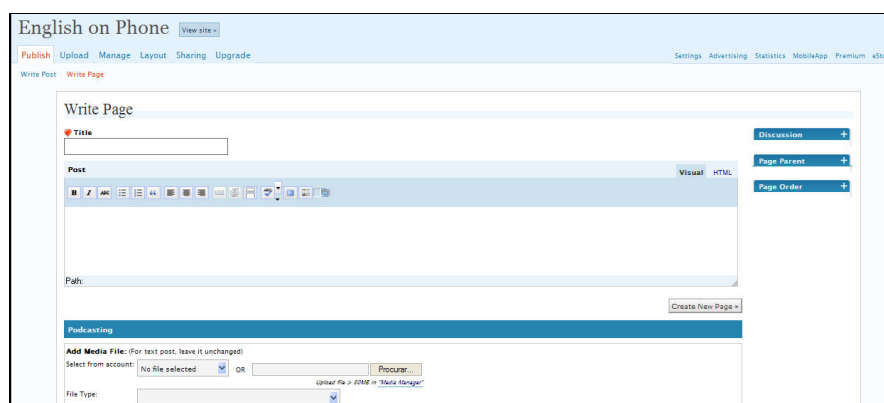 English on Phone View site »
Publish Upload Manage Layout Sharing Upgrade
Settings Advertising Statistics MobileApp Premium eSto
Write Post Write Page
Write Page
Title
Discussion +
Post
Visual HTML
Page Parent +
B I ABC
Page Order +
Path:
Create New Page »
Podcasting
Add Media File: (For text post, leave it unchanged)
Select from account: No file selected OR Procurar...
Upload file > 80MB in "Media Manager"
File Type: